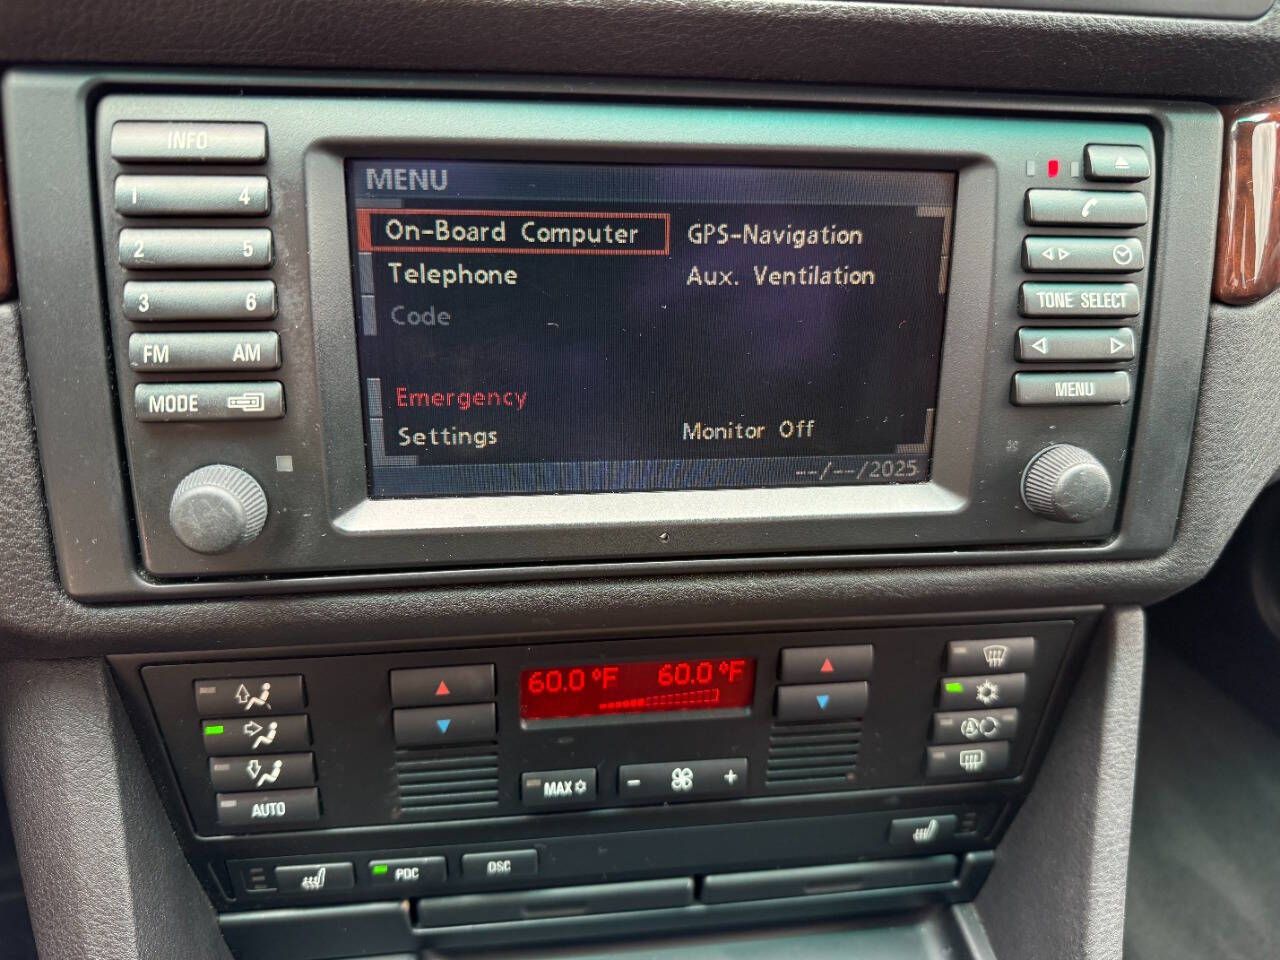 INFO
1 4
2 5
3 6
FM AM
MODE
MENU
On-Board Computer GPS-Navigation
Telephone Aux. Ventilation
Code
Emergency
Settings Monitor Off
--/--/2025
TONE SELECT
MENU
60.0 °F 60.0 °F
AUTO
MAX
- +
A
PDC
DSC